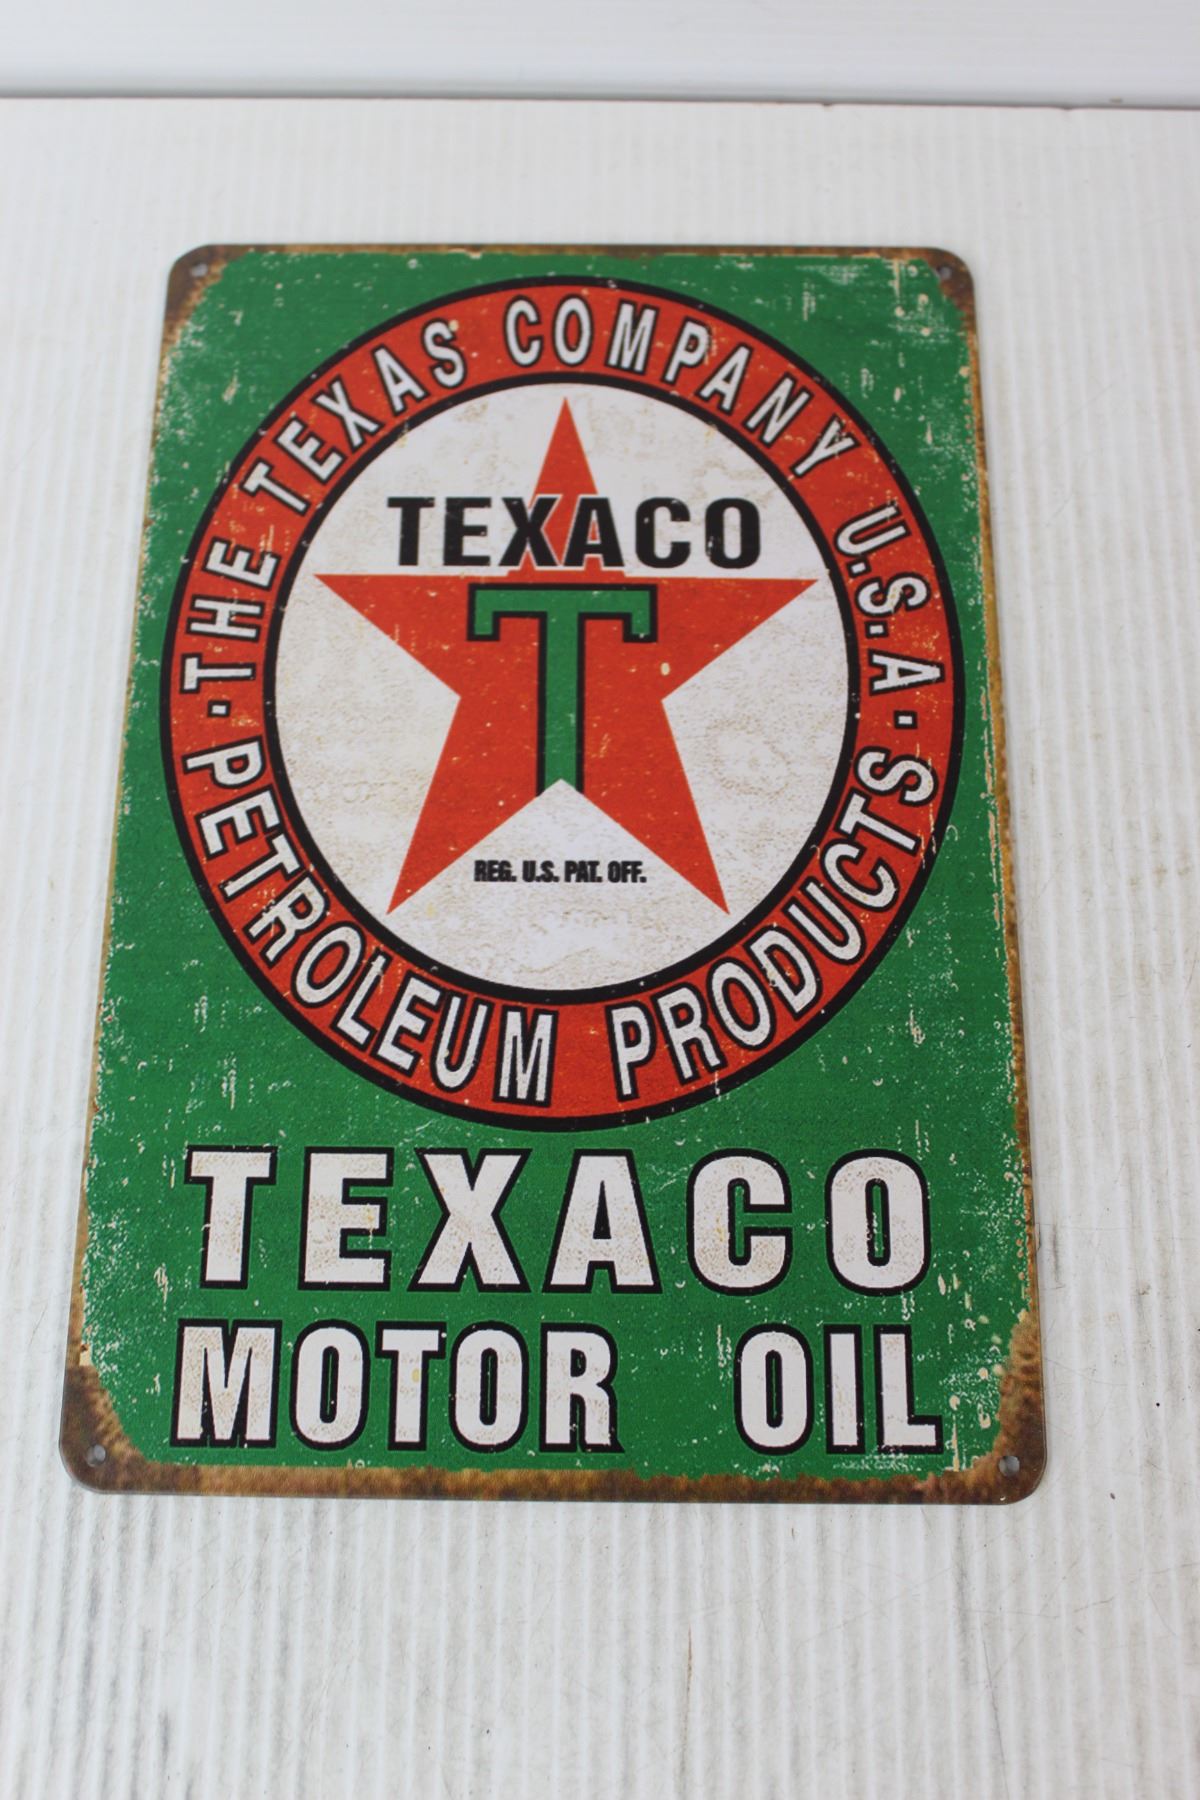 ·THE TEXAS COMPANY U.S.A·
TEXACO
T
REG. U.S. PAT. OFF.
PETROLEUM PRODUCTS
TEXACO
MOTOR OIL